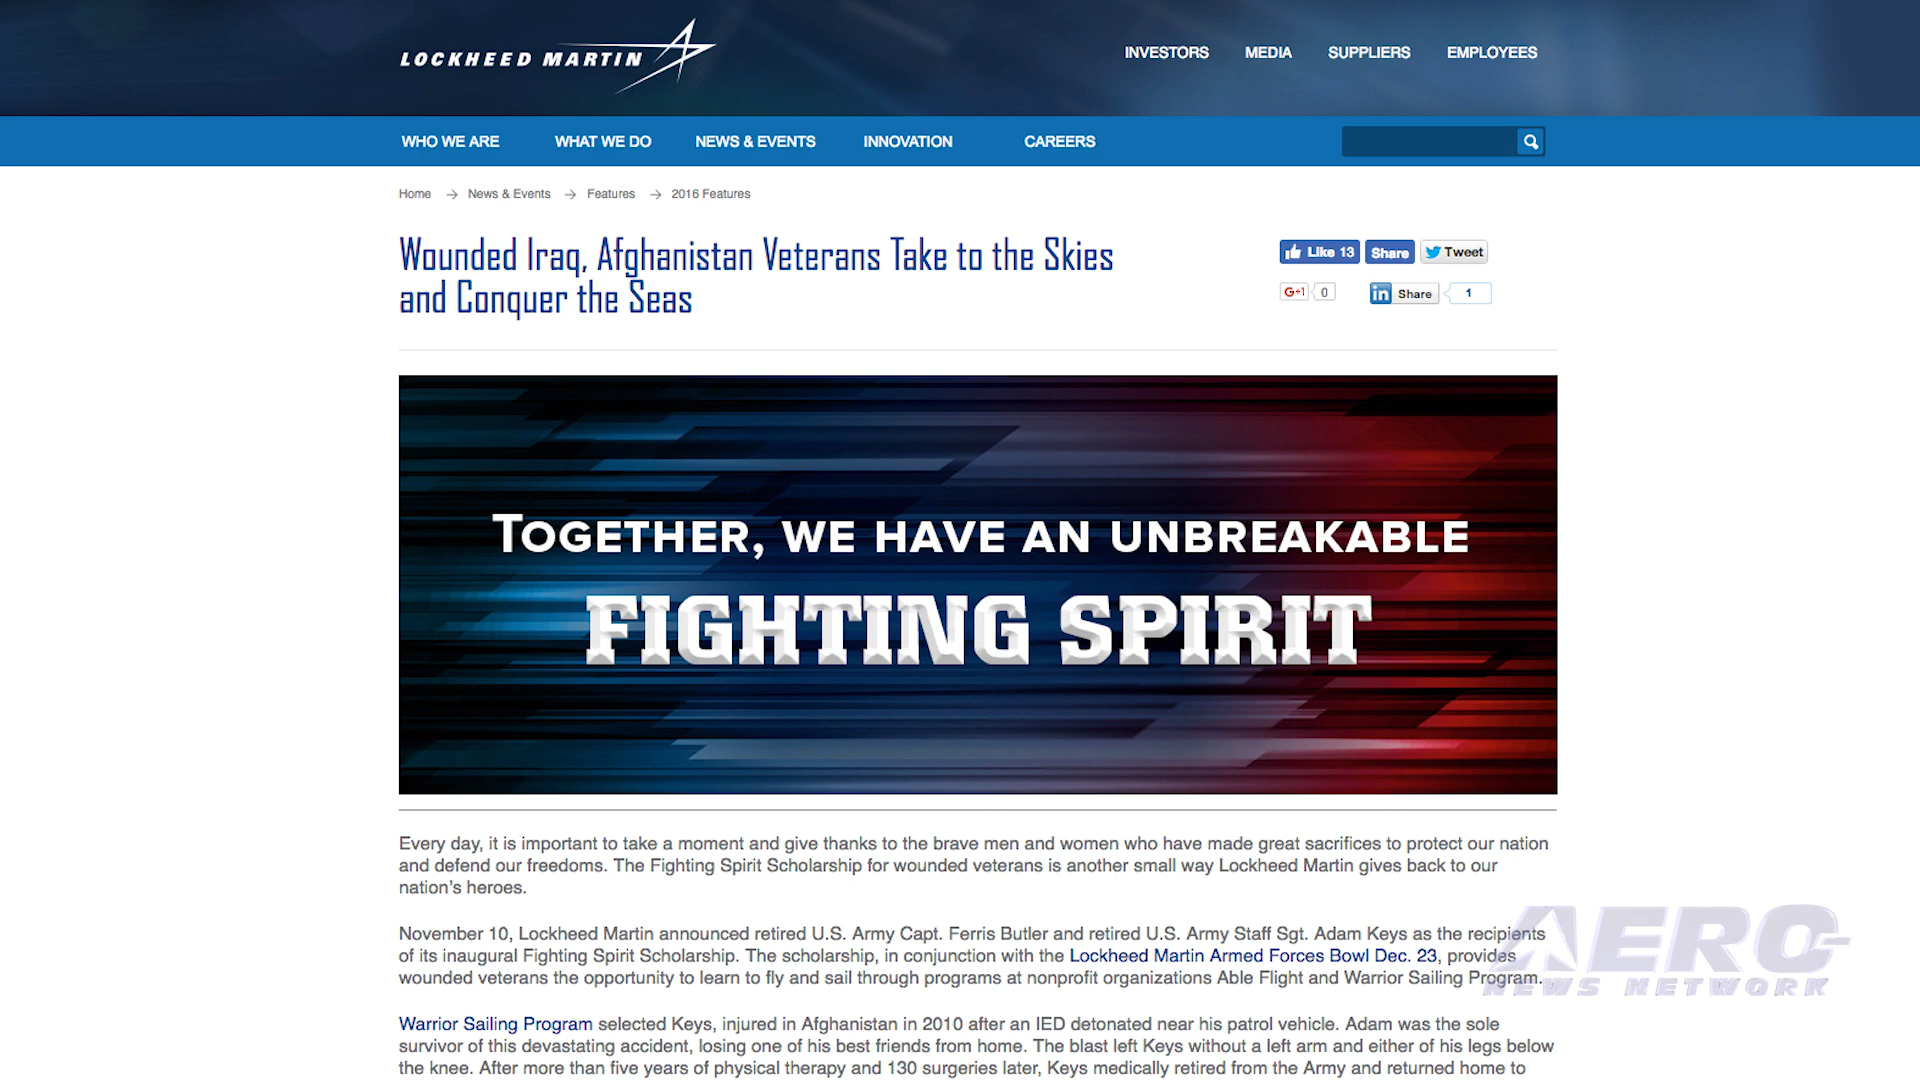 LOCKHEED MARTIN
INVESTORS MEDIA SUPPLIERS EMPLOYEES
WHO WE ARE WHAT WE DO NEWS & EVENTS INNOVATION CAREERS
Home → News & Events → Features → 2016 Features
Wounded Iraq, Afghanistan Veterans Take to the Skies
and Conquer the Seas
Like 13 Share Tweet
G+1 0 in Share 1
TOGETHER, WE HAVE AN UNBREAKABLE
FIGHTING SPIRIT
Every day, it is important to take a moment and give thanks to the brave men and women who have made great sacrifices to protect our nation
and defend our freedoms. The Fighting Spirit Scholarship for wounded veterans is another small way Lockheed Martin gives back to our
nation's heroes.
November 10, Lockheed Martin announced retired U.S. Army Capt. Ferris Butler and retired U.S. Army Staff Sgt. Adam Keys as the recipients
of its inaugural Fighting Spirit Scholarship. The scholarship, in conjunction with the Lockheed Martin Armed Forces Bowl Dec. 23, provides
wounded veterans the opportunity to learn to fly and sail through programs at nonprofit organizations Able Flight and Warrior Sailing Program.
Warrior Sailing Program selected Keys, injured in Afghanistan in 2010 after an IED detonated near his patrol vehicle. Adam was the sole
survivor of this devastating accident, losing one of his best friends from home. The blast left Keys without a left arm and either of his legs below
the knee. After more than five years of physical therapy and 130 surgeries later, Keys medically retired from the Army and returned home to
AERO
NEWS NETWORK